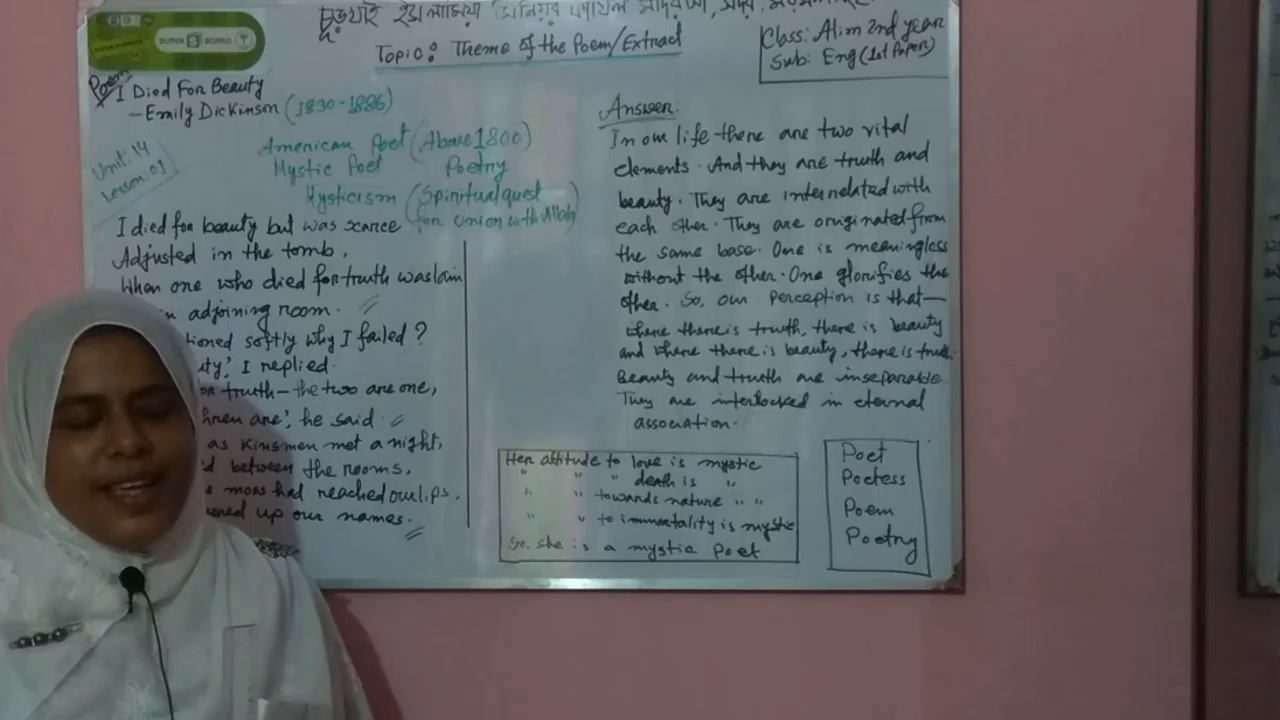 SUPER BOARD
চুড়খাই ইসলামিয়া সিনিয়র
Topic: Theme of the Poem/Extract
Class: Alim 2nd year
Sub: Eng (1st Paper)
Poem
I Died For Beauty
- Emily Dickinson (1830-1886)
American Poet (Above 1800)
Mystic Poet Poetry
Mysticism (Spiritual quest
for Union with Allah)
Unit: 14
Lesson: 01
I died for beauty but was scarce
Adjusted in the tomb,
When one who died for truth was lain
in adjoining room.
tioned softly why I failed?
uty', I replied.
truth-the two are one,
hren are', he said.
as Kinsmen met a night,
d between the rooms,
moss had reached our lips,
ered up our names.
Answer:
In our life there are two vital
elements. And they are truth and
beauty. They are interrelated with
each other. They are originated from
the same base. One is meaningless
without the other. One glorifies the
other. So, our perception is that—
where there is truth, there is beauty
and where there is beauty, there is truth.
Beauty and truth are inseparable.
They are interlocked in eternal
association.
Her attitude to love is mystic
" " " death is "
" " towards nature " "
" " to immortality is mystic
So, she is a mystic poet
Poet
Poetess
Poem
Poetry